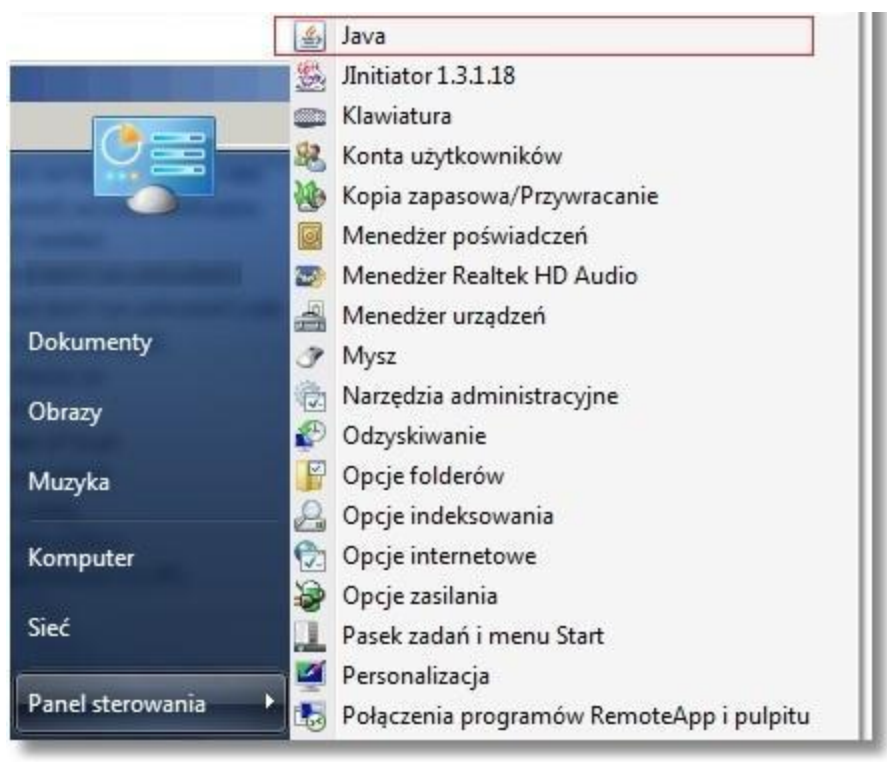 Java
JInitiator 1.3.1.18
Klawiatura
Konta użytkowników
Kopia zapasowa/Przywracanie
Menedżer poświadczeń
Menedżer Realtek HD Audio
Menedżer urządzeń
Mysz
Narzędzia administracyjne
Odzyskiwanie
Opcje folderów
Opcje indeksowania
Opcje internetowe
Opcje zasilania
Pasek zadań i menu Start
Personalizacja
Połączenia programów RemoteApp i pulpitu
Dokumenty
Obrazy
Muzyka
Komputer
Sieć
Panel sterowania